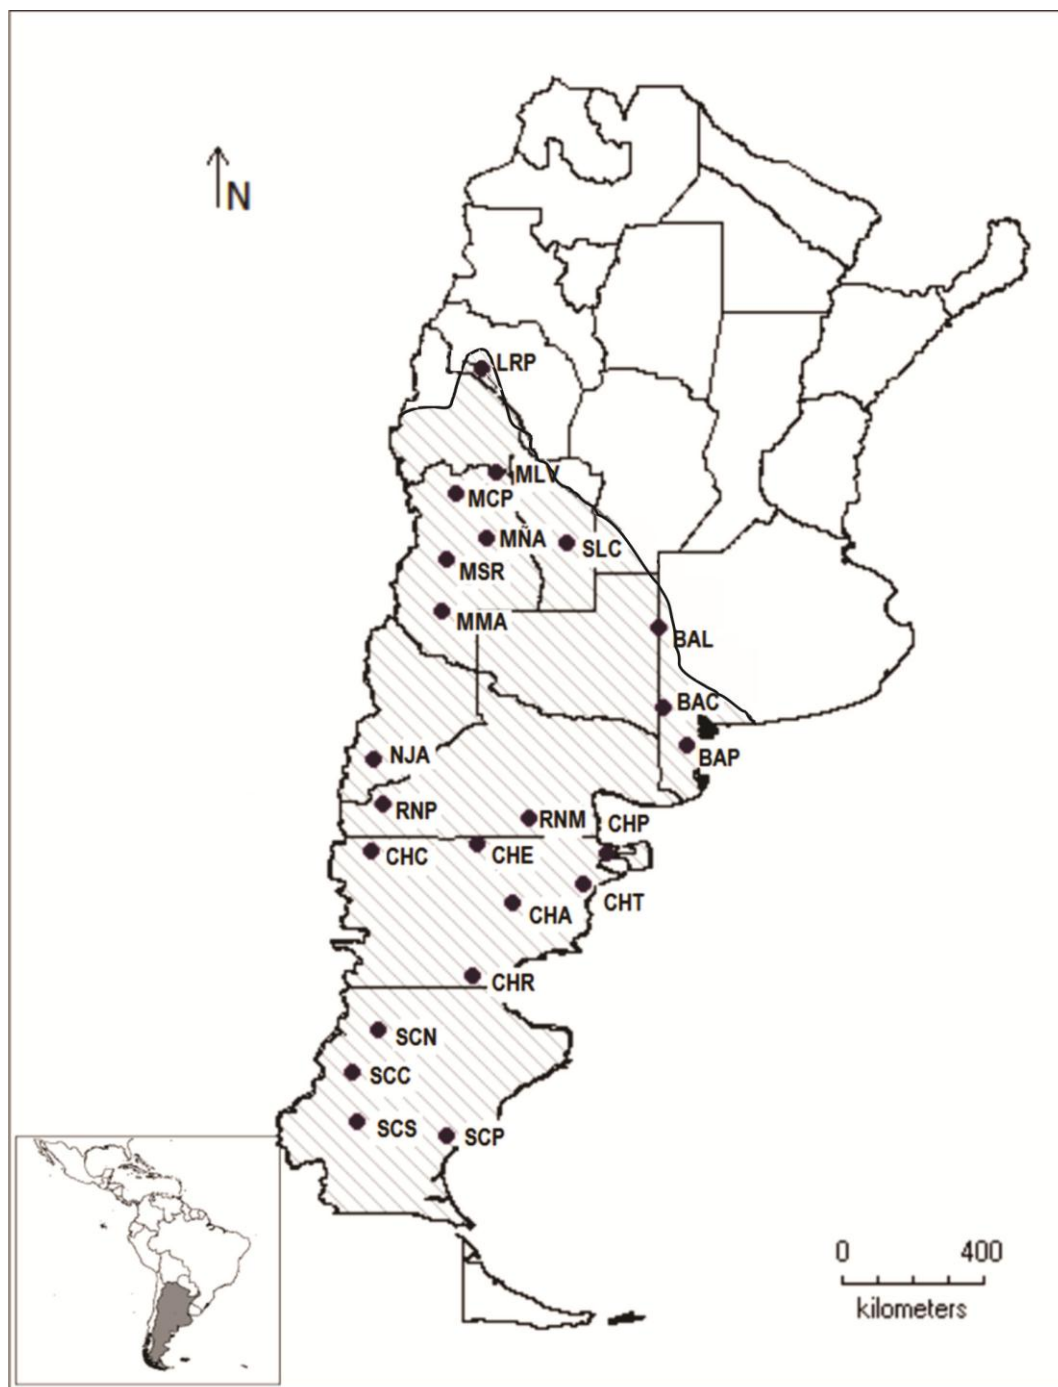 N
LRP
MLV
MCP
MÑA
SLC
MSR
MMA
BAL
BAC
BAP
NJA
RNP
RNM
CHP
CHC
CHE
CHT
CHA
CHR
SCN
SCC
SCS
SCP
0 400
kilometers